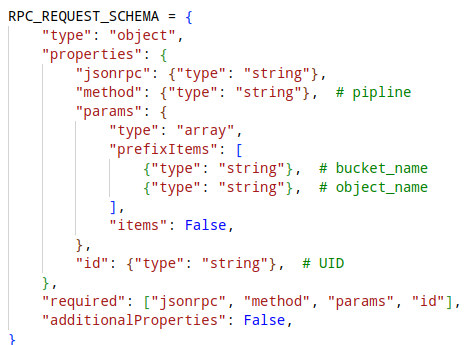 RPC_REQUEST_SCHEMA = {
    "type": "object",
    "properties": {
        "jsonrpc": {"type": "string"},
        "method": {"type": "string"},  # pipline
        "params": {
            "type": "array",
            "prefixItems": [
                {"type": "string"},  # bucket_name
                {"type": "string"},  # object_name
            ],
            "items": False,
        },
        "id": {"type": "string"},  # UID
    },
    "required": ["jsonrpc", "method", "params", "id"],
    "additionalProperties": False,
}